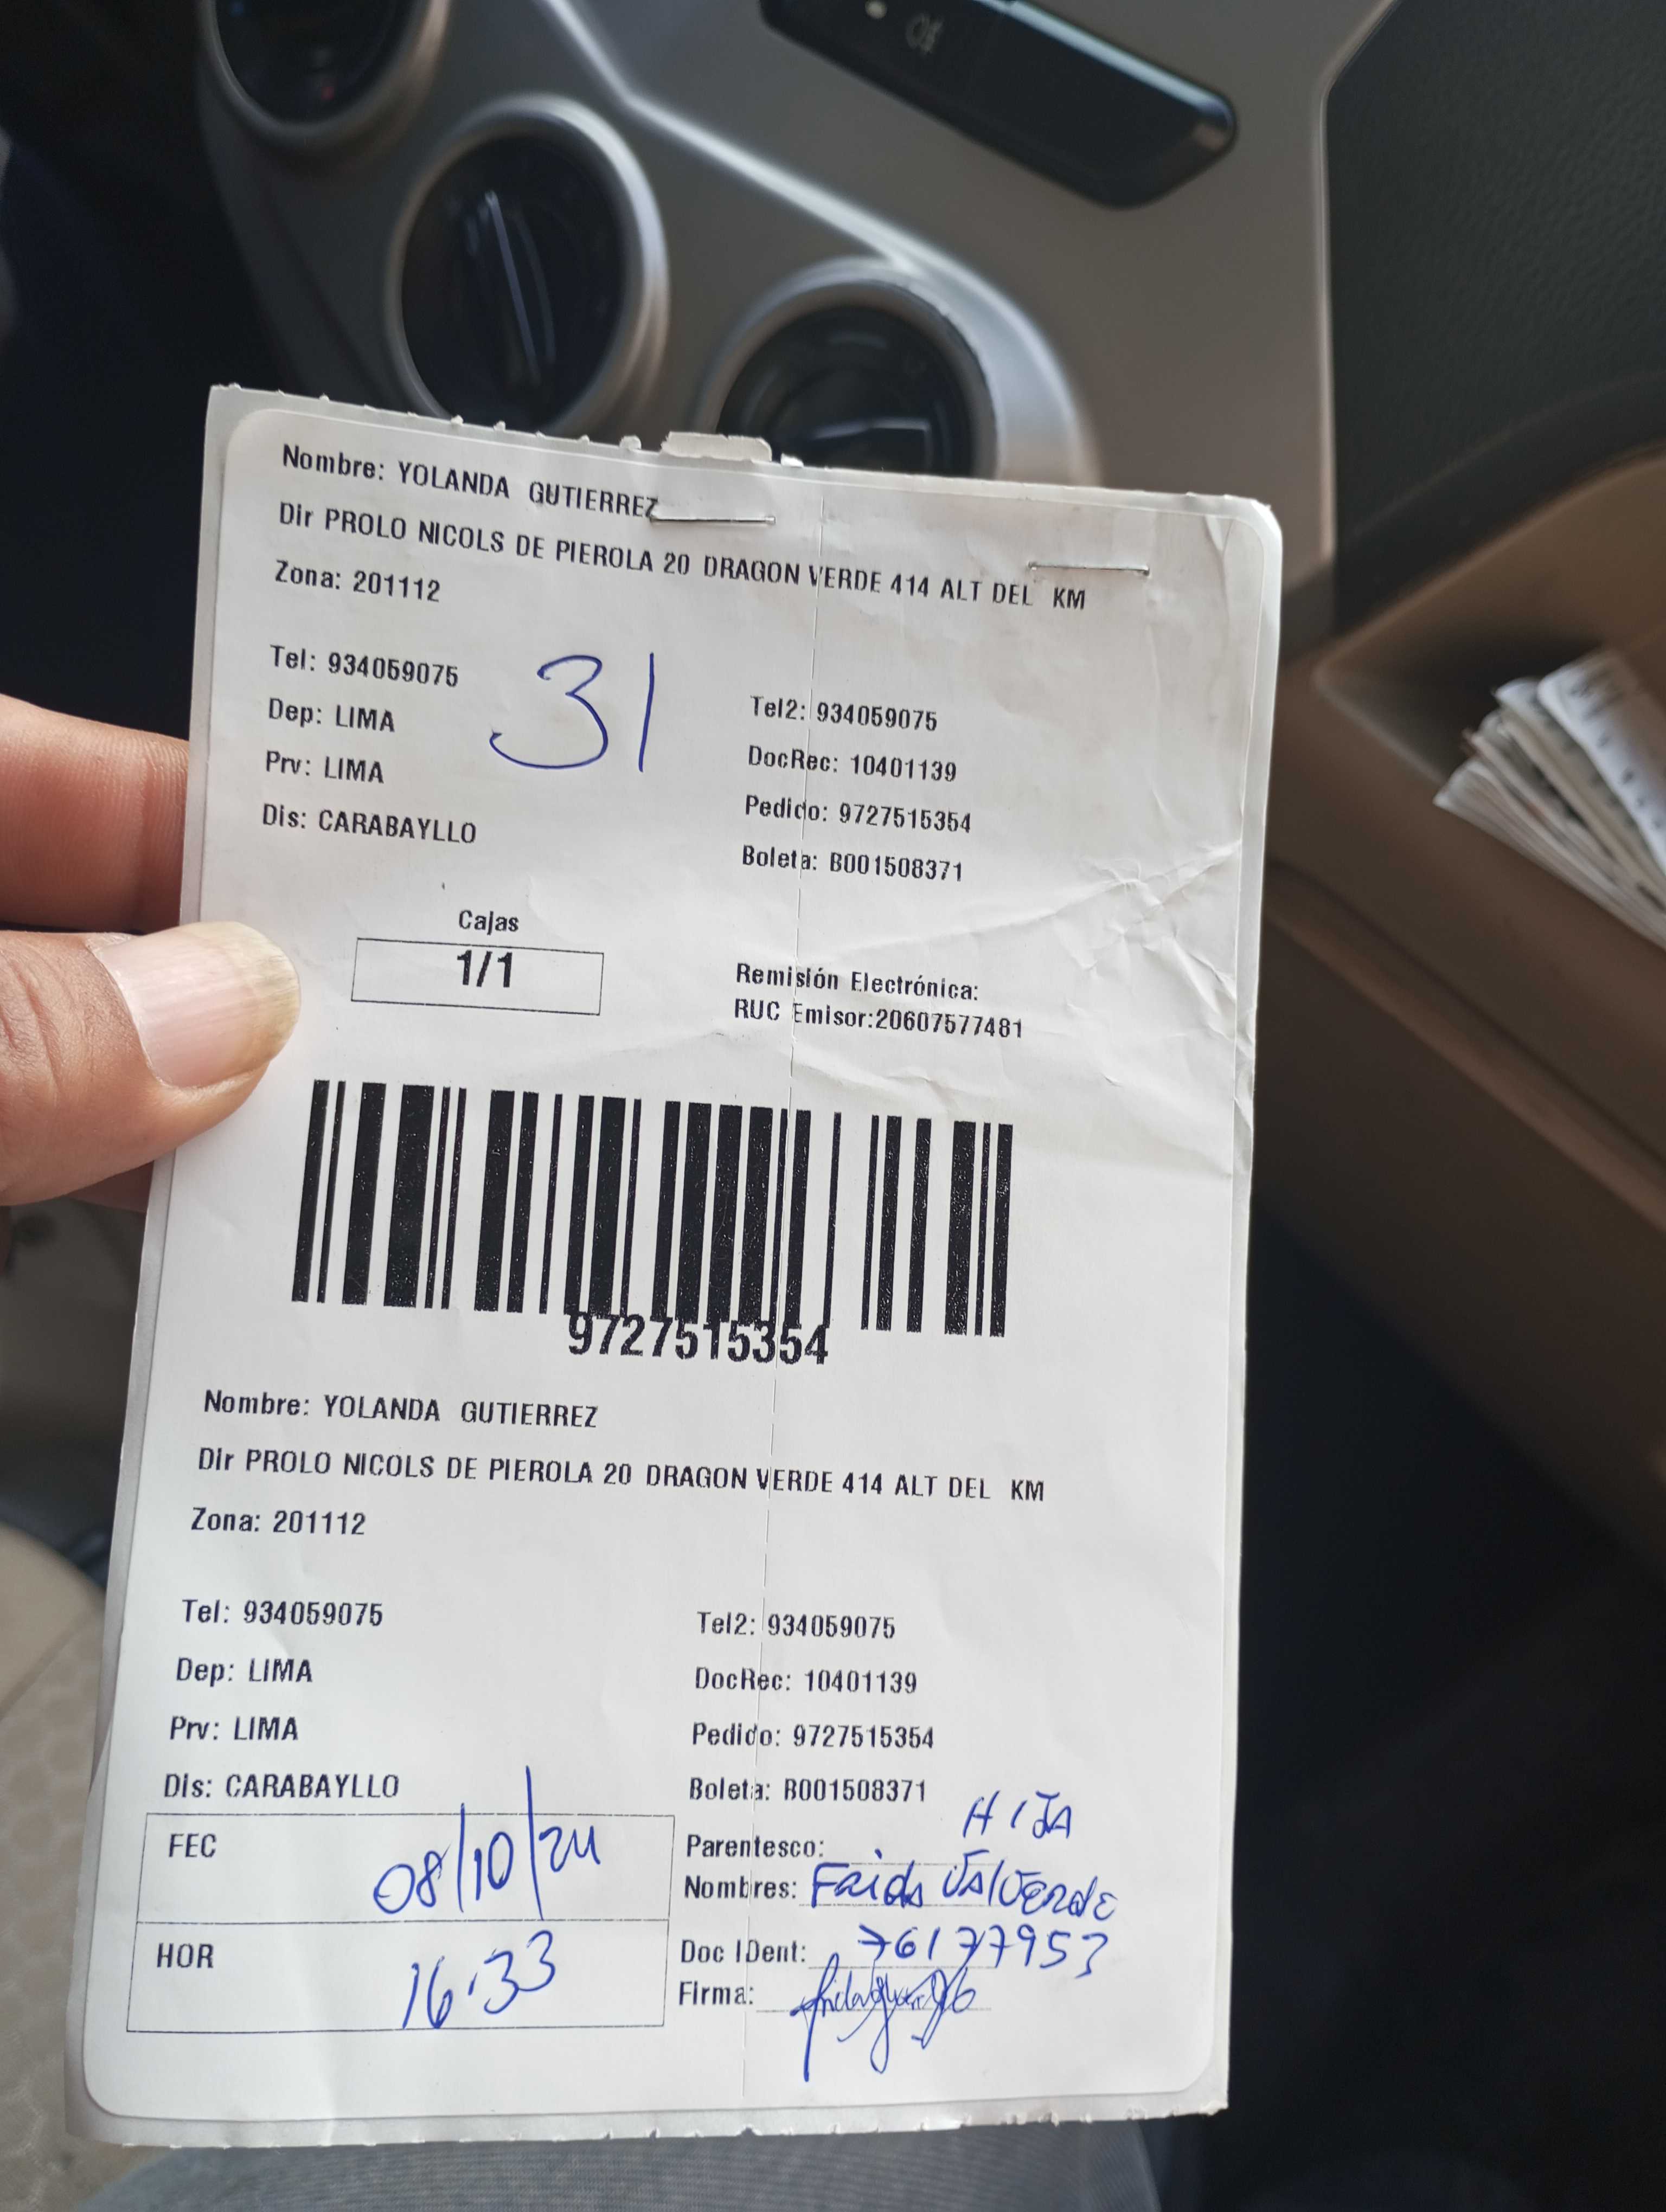 Nombre: YOLANDA GUTIERREZ
Dir PROLO NICOLS DE PIEROLA 20 DRAGON VERDE 414 ALT DEL KM
Zona: 201112
31
Tel: 934059075
Tel2: 934059075
Dep: LIMA
DocRec: 10401139
Prv: LIMA
Pedido: 9727515354
Dis: CARABAYLLO
Boleta: B001508371
Cajas
1/1
Remisión Electrónica:
RUC Emisor:20607577481
9727515354
Nombre: YOLANDA GUTIERREZ
Dir PROLO NICOLS DE PIEROLA 20 DRAGON VERDE 414 ALT DEL KM
Zona: 201112
Tel: 934059075
Tel2: 934059075
Dep: LIMA
DocRec: 10401139
Prv: LIMA
Pedido: 9727515354
Dis: CARABAYLLO
Boleta: B001508371
FEC 08/10/24
Parentesco: HIJA
Nombres: Frida Valverde
HOR 16:33
Doc IDent: 76177953
Firma: